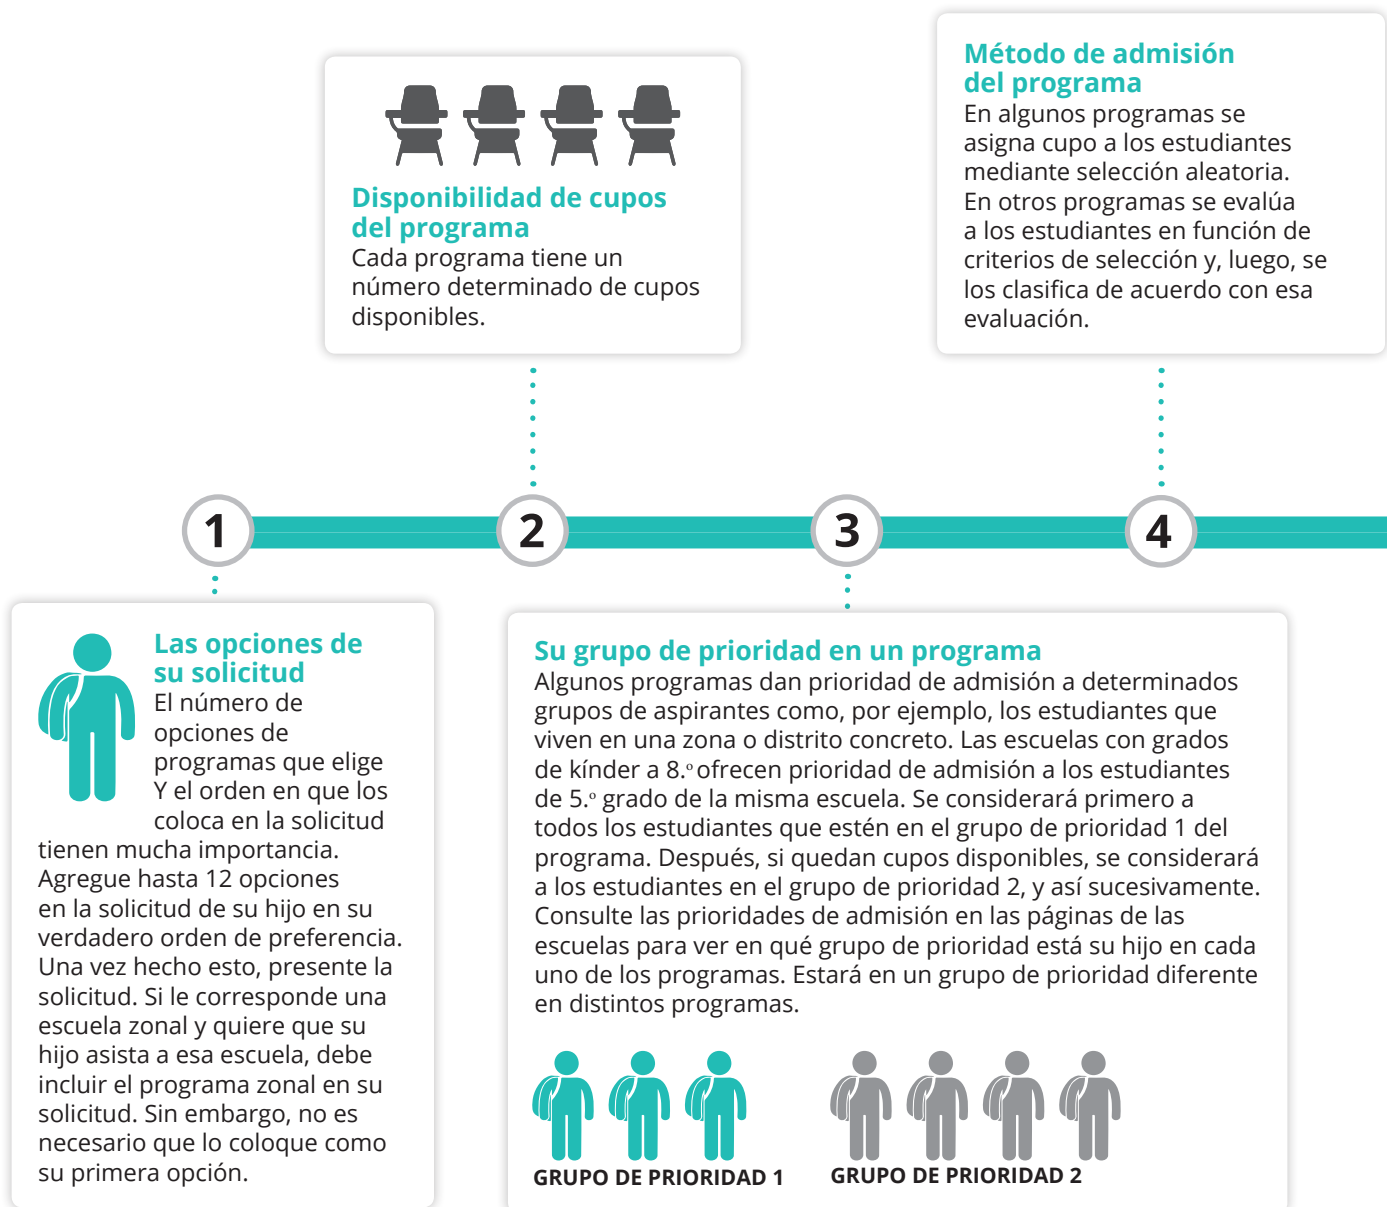 1
Las opciones de
su solicitud
El número de
opciones de
programas que elige
Y el orden en que los
coloca en la solicitud
tienen mucha importancia.
Agregue hasta 12 opciones
en la solicitud de su hijo en su
verdadero orden de preferencia.
Una vez hecho esto, presente la
solicitud. Si le corresponde una
escuela zonal y quiere que su
hijo asista a esa escuela, debe
incluir el programa zonal en su
solicitud. Sin embargo, no es
necesario que lo coloque como
su primera opción.
2
Disponibilidad de cupos
del programa
Cada programa tiene un
número determinado de cupos
disponibles.
3
Su grupo de prioridad en un programa
Algunos programas dan prioridad de admisión a determinados
grupos de aspirantes como, por ejemplo, los estudiantes que
viven en una zona o distrito concreto. Las escuelas con grados
de kínder a 8.º ofrecen prioridad de admisión a los estudiantes
de 5.º grado de la misma escuela. Se considerará primero a
todos los estudiantes que estén en el grupo de prioridad 1 del
programa. Después, si quedan cupos disponibles, se considerará
a los estudiantes en el grupo de prioridad 2, y así sucesivamente.
Consulte las prioridades de admisión en las páginas de las
escuelas para ver en qué grupo de prioridad está su hijo en cada
uno de los programas. Estará en un grupo de prioridad diferente
en distintos programas.
GRUPO DE PRIORIDAD 1
GRUPO DE PRIORIDAD 2
4
Método de admisión
del programa
En algunos programas se
asigna cupo a los estudiantes
mediante selección aleatoria.
En otros programas se evalúa
a los estudiantes en función de
criterios de selección y, luego, se
los clasifica de acuerdo con esa
evaluación.